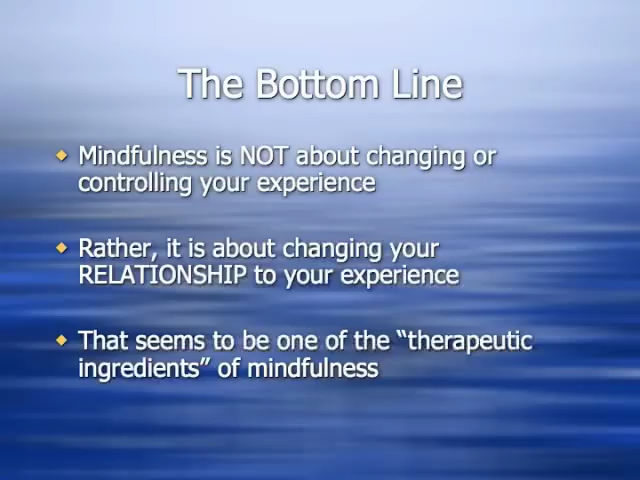 The Bottom Line
Mindfulness is NOT about changing or
controlling your experience
Rather, it is about changing your
RELATIONSHIP to your experience
That seems to be one of the “therapeutic
ingredients” of mindfulness